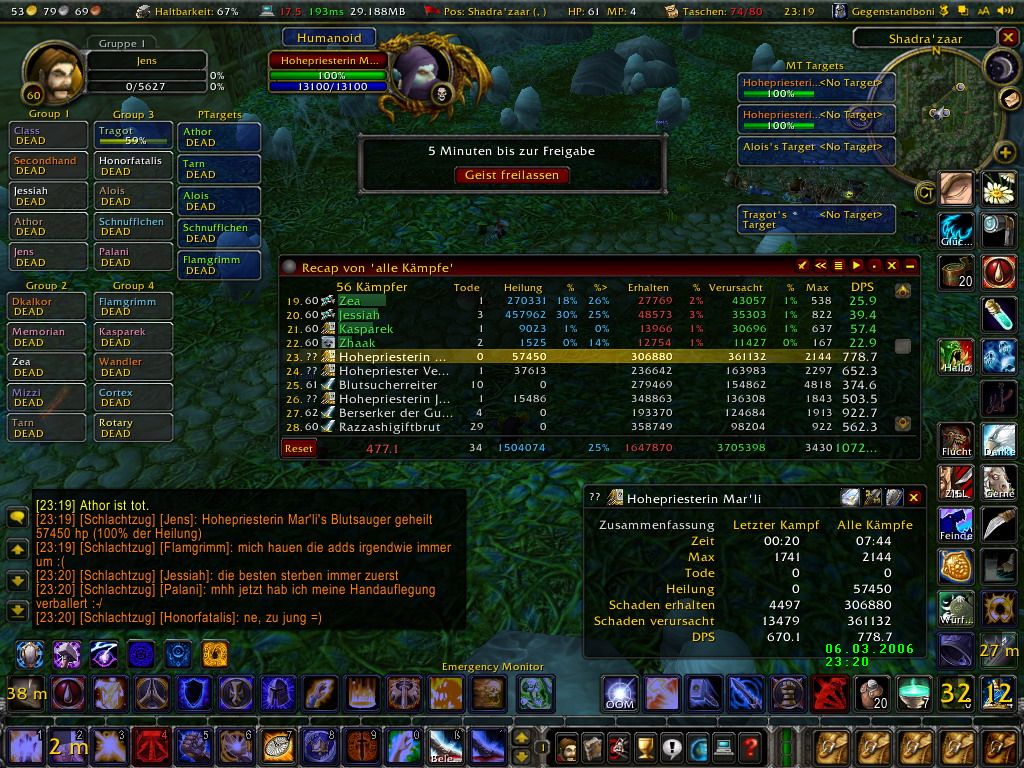 53 79 69 Haltbarkeit: 67% 17.5 193ms 29.188MB Pos: Shadra'zaar (, ) HP: 61 MP: 4 Taschen: 74/80 23:19 Gegenstandboni
Gruppe 1
Jens
0/5627
0%
0%
60
Humanoid
Hohepriesterin M...
100%
13100/13100
Shadra'zaar
N
MT Targets
Hohepriesteri... <No Target>
100%
Hohepriesteri... <No Target>
100%
Alois's Target <No Target>
Tragot's Target <No Target>
Group 1
Class
DEAD
Secondhand
DEAD
Jessiah
DEAD
Athor
DEAD
Jens
DEAD
Group 3
Tragot
59%
Honorfatalis
DEAD
Alois
DEAD
Schnufflchen
DEAD
Palani
DEAD
PTargets
Athor
DEAD
Tarn
DEAD
Alois
DEAD
Schnufflchen
DEAD
Flamgrimm
DEAD
Group 2
Dkalkor
DEAD
Memorian
DEAD
Zea
DEAD
Mizzi
DEAD
Tarn
DEAD
Group 4
Flamgrimm
DEAD
Kasparek
DEAD
Wandler
DEAD
Cortex
DEAD
Rotary
DEAD
5 Minuten bis zur Freigabe
Geist freilassen
Recap von 'alle Kämpfe'
56 Kämpfer Tode Heilung % %> Erhalten % Verursacht % Max DPS
19. 60 Zea 1 270331 18% 26% 27769 2% 43057 1% 538 25.9
20. 60 Jessiah 3 457962 30% 25% 48573 3% 35303 1% 822 39.4
21. 60 Kasparek 1 9023 1% 0% 13966 1% 30696 1% 637 57.4
22. 60 Zhaak 2 1525 0% 14% 12754 1% 11427 0% 167 22.9
23. ?? Hohepriesterin ... 0 57450 306880 361132 2144 778.7
24. ?? Hohepriester Ve... 1 37613 236642 163983 2297 652.3
25. 61 Blutsucherreiter 10 0 279469 154862 4818 374.6
26. ?? Hohepriesterin J... 1 15486 348863 136308 1843 503.5
27. 62 Berserker der Gu... 4 0 193370 124684 1913 922.7
28. 60 Razzashigiftbrut 29 0 358749 98204 922 562.3
Reset 477.1 34 1504074 25% 1647870 3705398 3430 1072...
[23:19] Athor ist tot.
[23:19] [Schlachtzug] [Jens]: Hohepriesterin Mar'li's Blutsauger geheilt
57450 hp (100% der Heilung)
[23:19] [Schlachtzug] [Flamgrimm]: mich hauen die adds irgendwie immer
um :(
[23:20] [Schlachtzug] [Jessiah]: die besten sterben immer zuerst
[23:20] [Schlachtzug] [Palani]: mhh jetzt hab ich meine Handauflegung
verballert :-/
[23:20] [Schlachtzug] [Honorfatalis]: ne, zu jung =)
?? Hohepriesterin Mar'li
Zusammenfassung Letzter Kampf Alle Kämpfe
Zeit 00:20 07:44
Max 1741 2144
Tode 0 0
Heilung 0 57450
Schaden erhalten 4497 306880
Schaden verursacht 13479 361132
DPS 670.1 778.7
06.03.2006
23:20
Glüc...
20
Hallo
Flucht
Danke
ZIEL
Gerne
Feinde
Wurf...
27 m
Emergency Monitor
38 m
OOM
20
7
32
12
2 m
Bele...